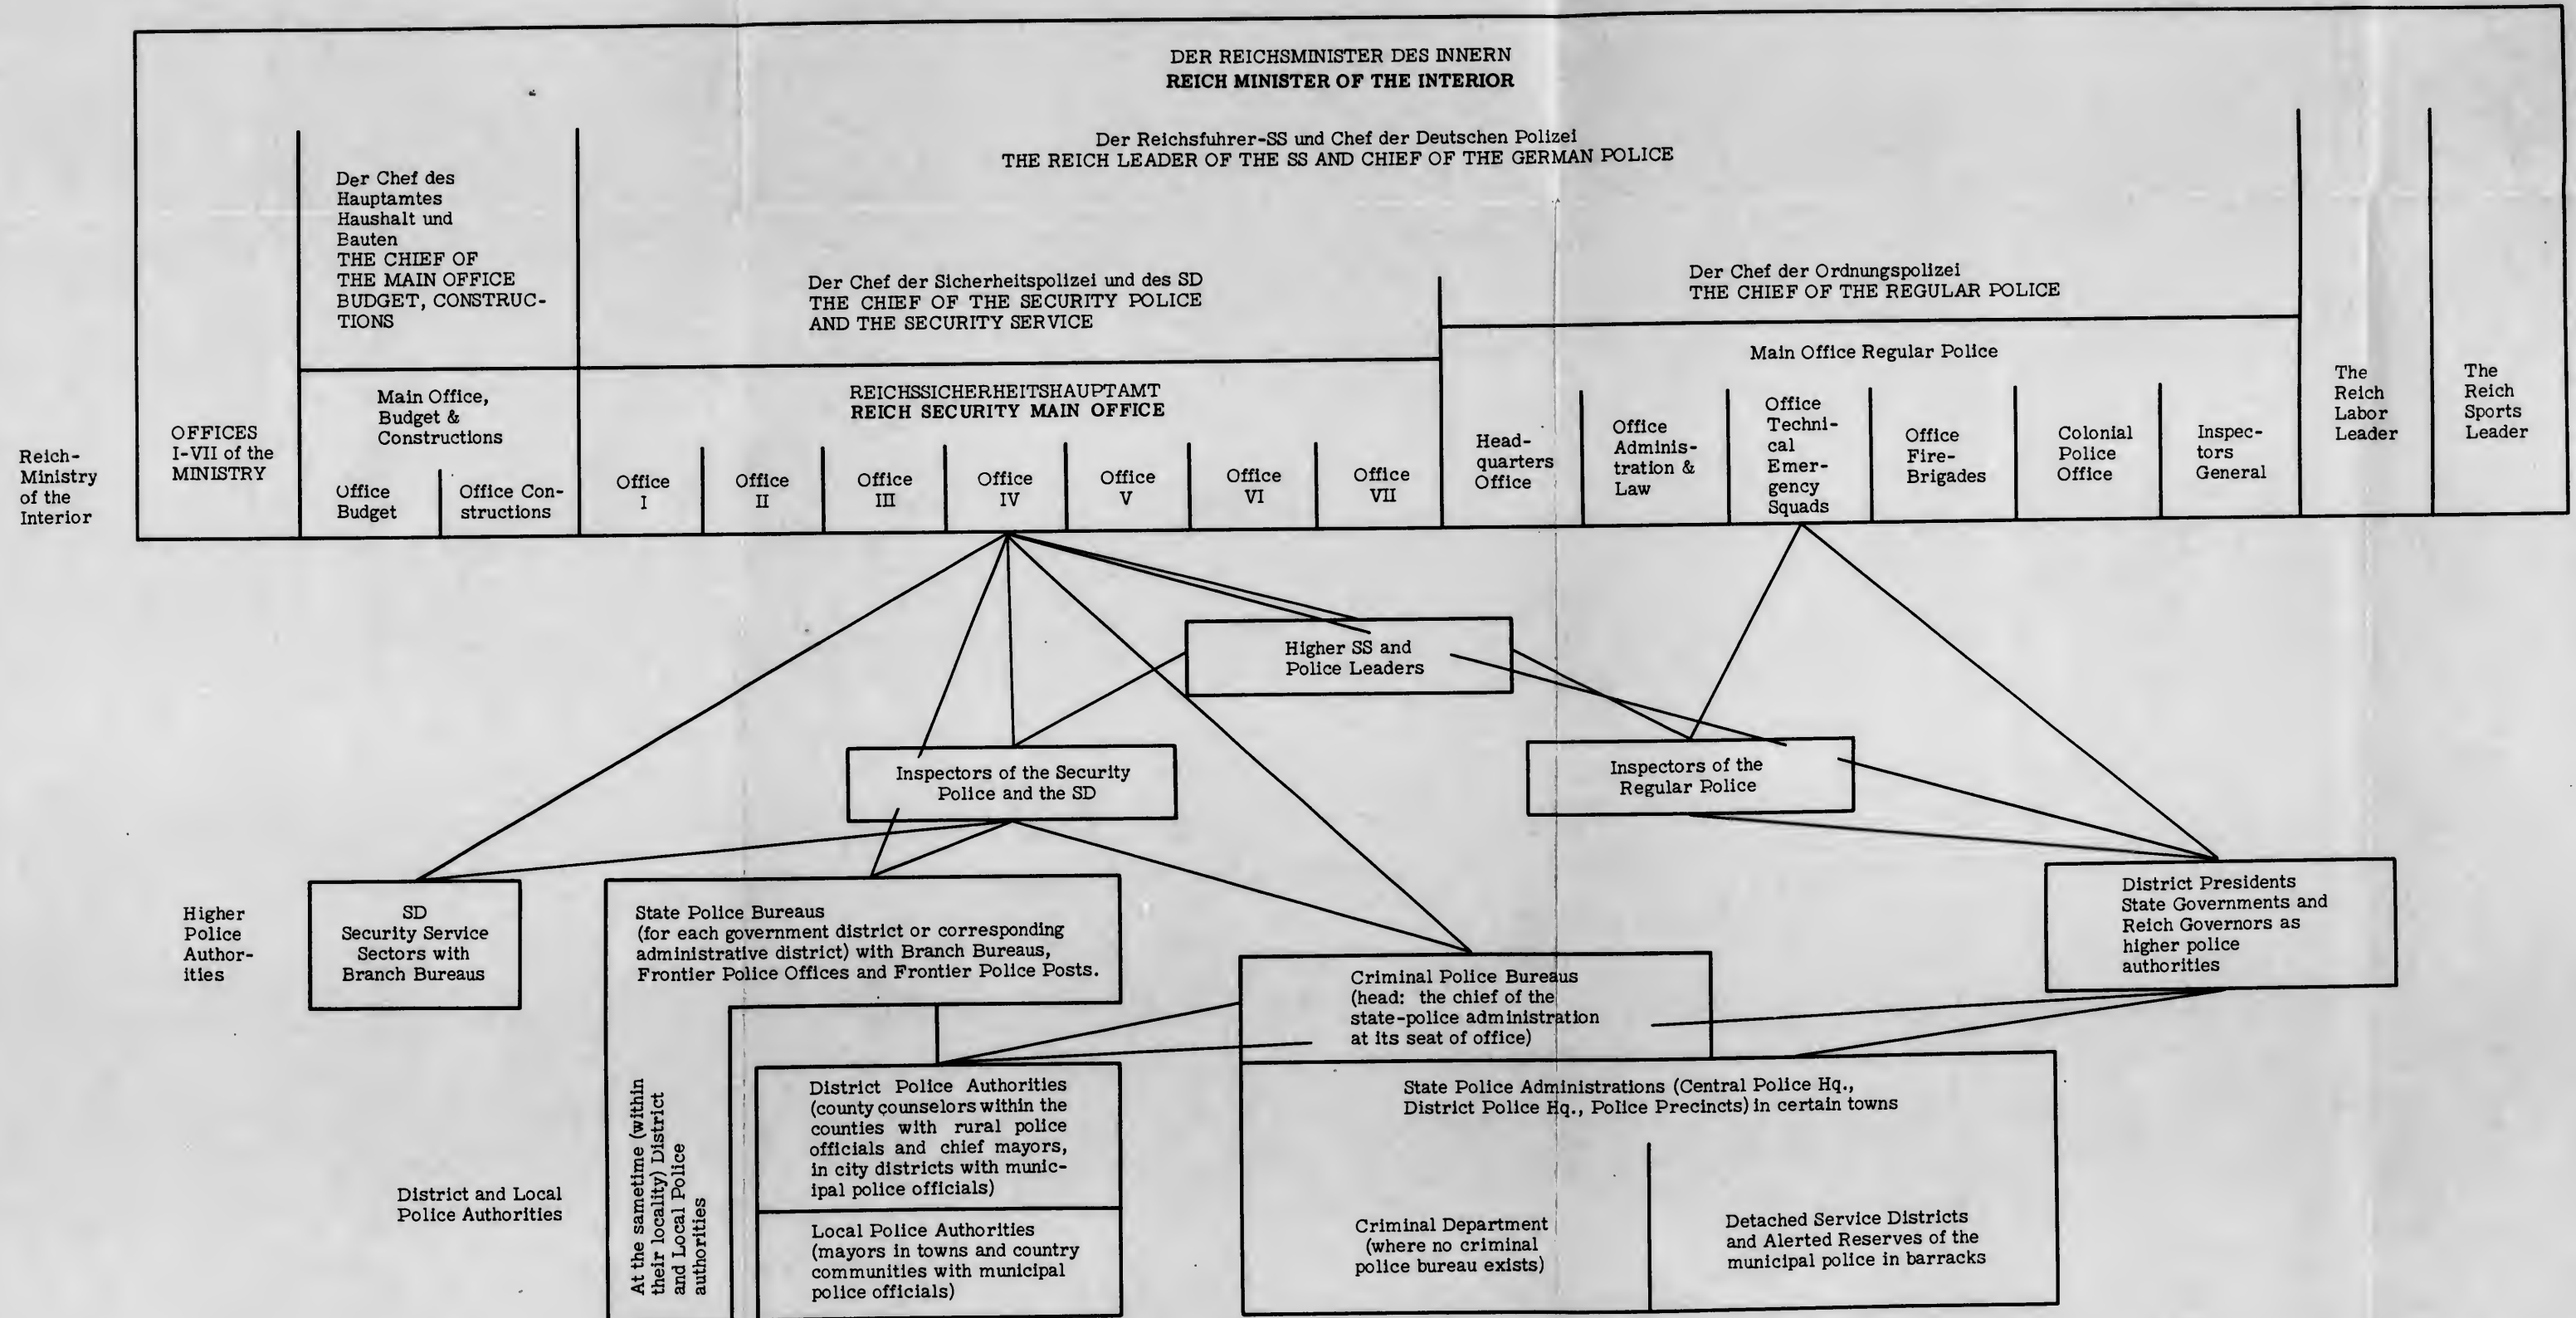 DER REICHSMINISTER DES INNERN
REICH MINISTER OF THE INTERIOR
Der Reichsfuhrer-SS und Chef der Deutschen Polizei
THE REICH LEADER OF THE SS AND CHIEF OF THE GERMAN POLICE
Der Chef des
Hauptamtes
Haushalt und
Bauten
THE CHIEF OF
THE MAIN OFFICE
BUDGET, CONSTRUC-
TIONS
Der Chef der Sicherheitspolizei und des SD
THE CHIEF OF THE SECURITY POLICE
AND THE SECURITY SERVICE
Der Chef der Ordnungspolizei
THE CHIEF OF THE REGULAR POLICE
Reich-
Ministry
of the
Interior
OFFICES
I-VII of the
MINISTRY
Main Office,
Budget &
Constructions
Office
Budget
Office Con-
structions
REICHSSICHERHEITSHAUPTAMT
REICH SECURITY MAIN OFFICE
Office
I
Office
II
Office
III
Office
IV
Office
V
Office
VI
Office
VII
Main Office Regular Police
Head-
quarters
Office
Office
Adminis-
tration &
Law
Office
Techni-
cal
Emer-
gency
Squads
Office
Fire-
Brigades
Colonial
Police
Office
Inspec-
tors
General
The
Reich
Labor
Leader
The
Reich
Sports
Leader
Higher SS and
Police Leaders
Inspectors of the Security
Police and the SD
Inspectors of the
Regular Police
Higher
Police
Author-
ities
SD
Security Service
Sectors with
Branch Bureaus
State Police Bureaus
(for each government district or corresponding
administrative district) with Branch Bureaus,
Frontier Police Offices and Frontier Police Posts.
Criminal Police Bureaus
(head: the chief of the
state-police administration
at its seat of office)
District Presidents
State Governments and
Reich Governors as
higher police
authorities
District and Local
Police Authorities
At the sametime (within
their locality) District
and Local Police
authorities
District Police Authorities
(county counselors within the
counties with rural police
officials and chief mayors,
in city districts with munic-
ipal police officials)
Local Police Authorities
(mayors in towns and country
communities with municipal
police officials)
State Police Administrations (Central Police Hq.,
District Police Hq., Police Precincts) in certain towns
Criminal Department
(where no criminal
police bureau exists)
Detached Service Districts
and Alerted Reserves of the
municipal police in barracks